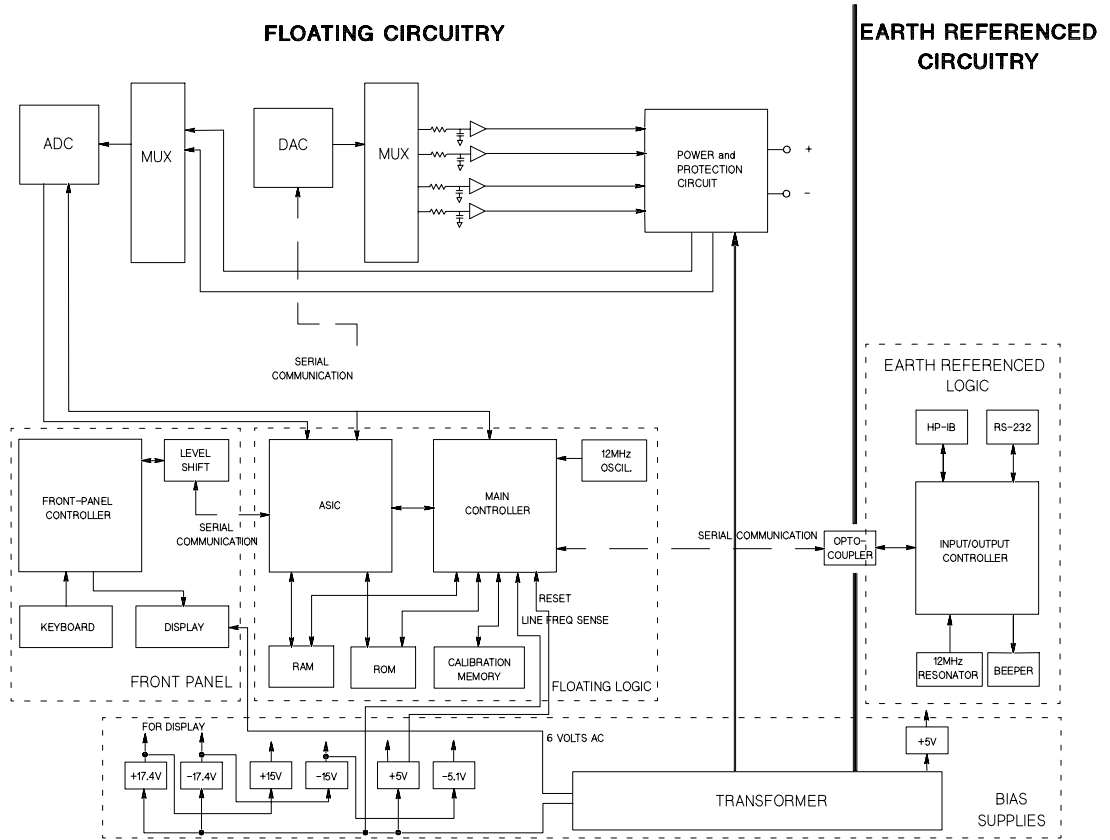 FLOATING CIRCUITRY
EARTH REFERENCED
CIRCUITRY
ADC
MUX
DAC
MUX
POWER and
PROTECTION
CIRCUIT
+
-
SERIAL
COMMUNICATION
EARTH REFERENCED
LOGIC
HP-IB
RS-232
FRONT-PANEL
CONTROLLER
LEVEL
SHIFT
SERIAL
COMMUNICATION
ASIC
MAIN
CONTROLLER
12MHz
OSCIL.
SERIAL COMMUNICATION
OPTO-
COUPLER
INPUT/OUTPUT
CONTROLLER
KEYBOARD
DISPLAY
RESET
LINE FREQ SENSE
RAM
ROM
CALIBRATION
MEMORY
12MHz
RESONATOR
BEEPER
FRONT PANEL
FLOATING LOGIC
FOR DISPLAY
6 VOLTS AC
+5V
+17.4V
-17.4V
+15V
-15V
+5V
-5.1V
TRANSFORMER
BIAS
SUPPLIES